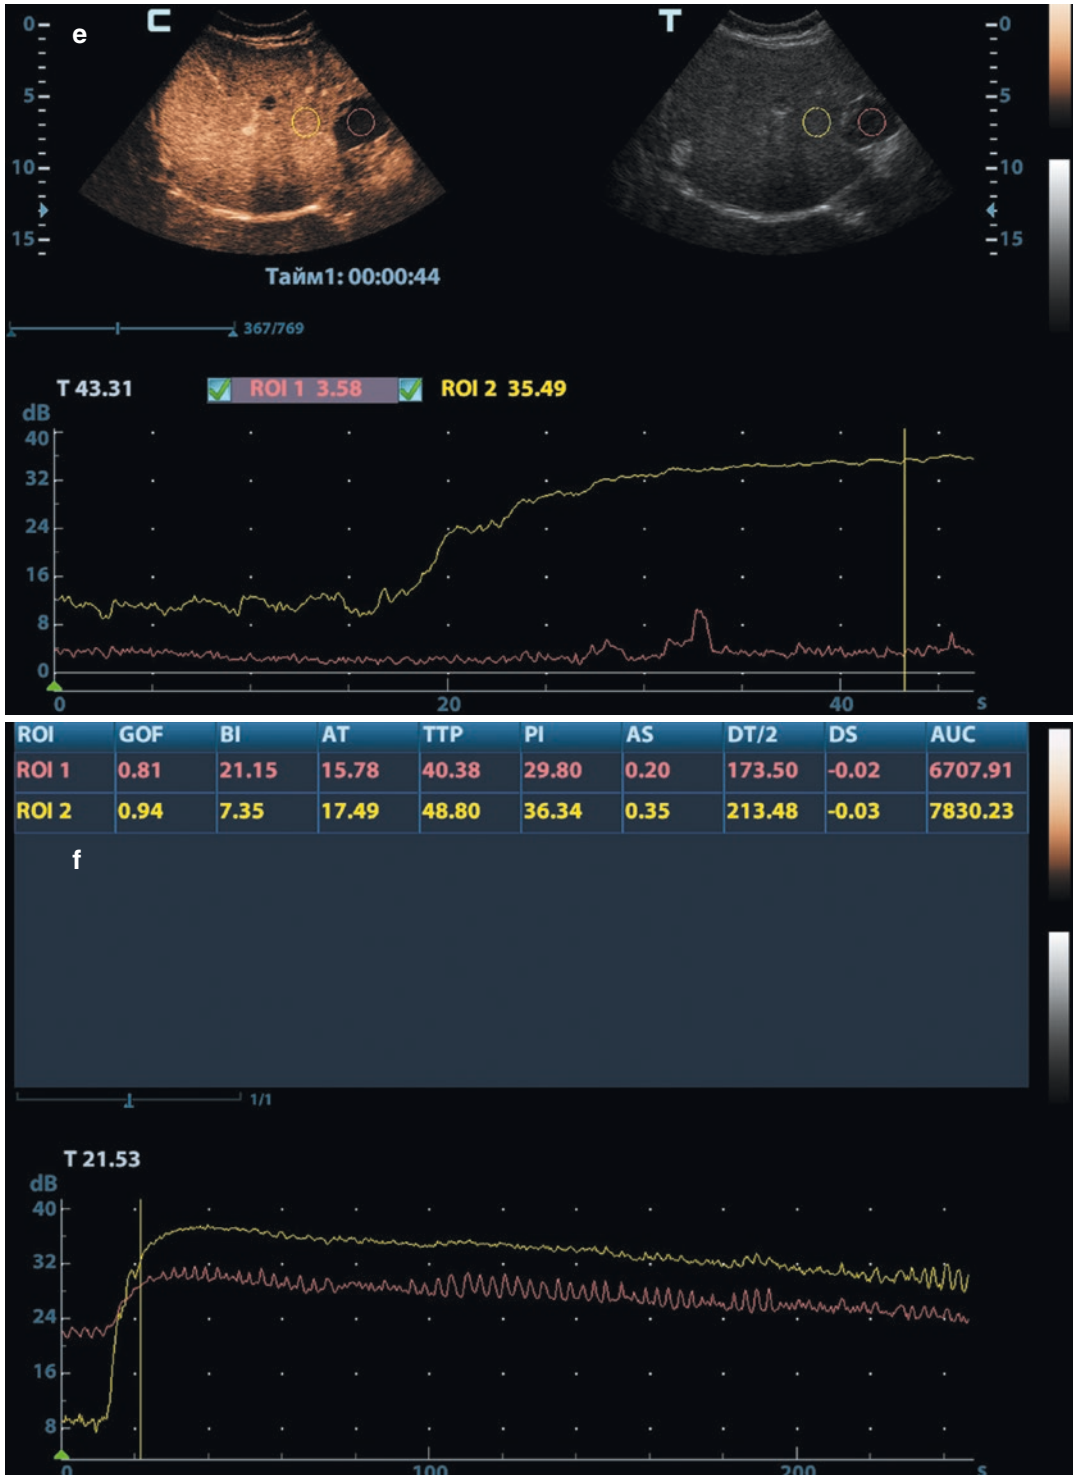 e C T
0 0
5 5
10 10
15 15
Тайм1: 00:00:44
367/769
T 43.31 ROI 1 3.58 ROI 2 35.49
dB
40
32
24
16
8
0
0 20 40 s
ROI GOF BI AT TTP PI AS DT/2 DS AUC
ROI 1 0.81 21.15 15.78 40.38 29.80 0.20 173.50 -0.02 6707.91
ROI 2 0.94 7.35 17.49 48.80 36.34 0.35 213.48 -0.03 7830.23
f
1/1
T 21.53
dB
40
32
24
16
8
0 100 200 s